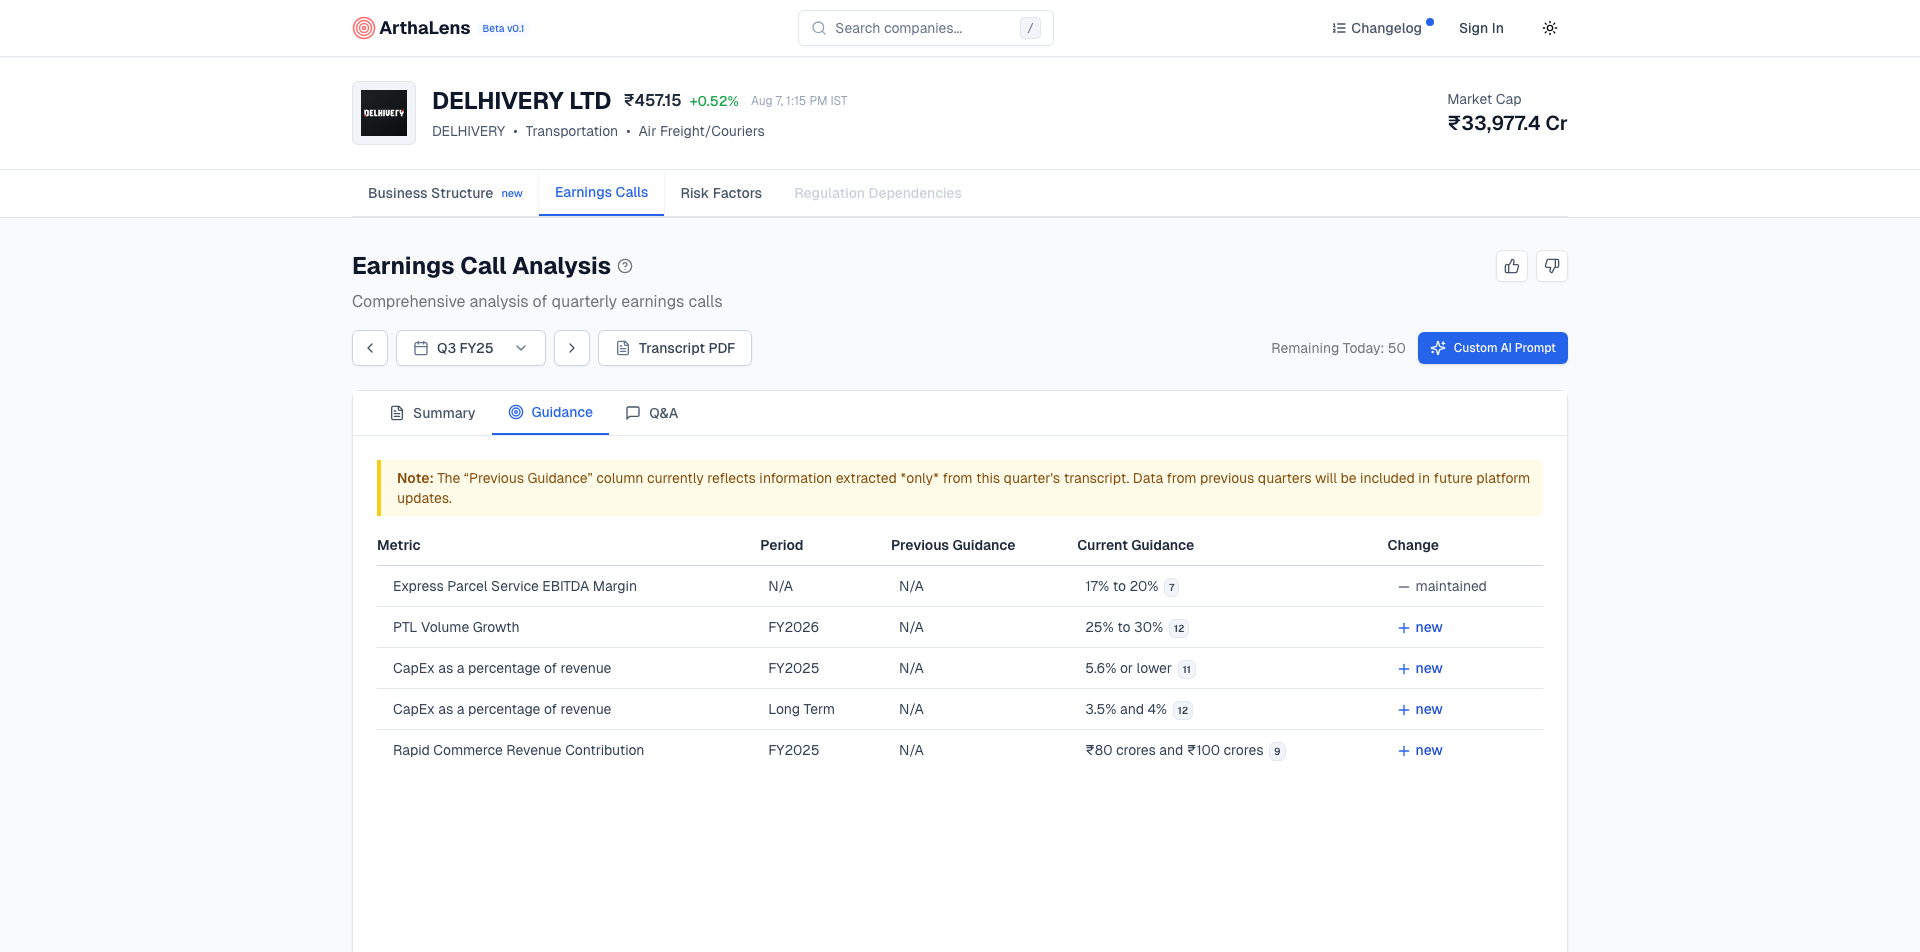 ArthaLens Beta v0.1 Search companies... / Changelog Sign In
DELHIVERY
DELHIVERY LTD ₹457.15 +0.52% Aug 7, 1:15 PM IST
DELHIVERY • Transportation • Air Freight/Couriers
Market Cap
₹33,977.4 Cr
Business Structure new Earnings Calls Risk Factors Regulation Dependencies
Earnings Call Analysis
Comprehensive analysis of quarterly earnings calls
Q3 FY25 Transcript PDF Remaining Today: 50 Custom AI Prompt
Summary Guidance Q&A
Note: The “Previous Guidance” column currently reflects information extracted *only* from this quarter's transcript. Data from previous quarters will be included in future platform
updates.
Metric Period Previous Guidance Current Guidance Change
Express Parcel Service EBITDA Margin N/A N/A 17% to 20% 7 — maintained
PTL Volume Growth FY2026 N/A 25% to 30% 12 + new
CapEx as a percentage of revenue FY2025 N/A 5.6% or lower 11 + new
CapEx as a percentage of revenue Long Term N/A 3.5% and 4% 12 + new
Rapid Commerce Revenue Contribution FY2025 N/A ₹80 crores and ₹100 crores 9 + new